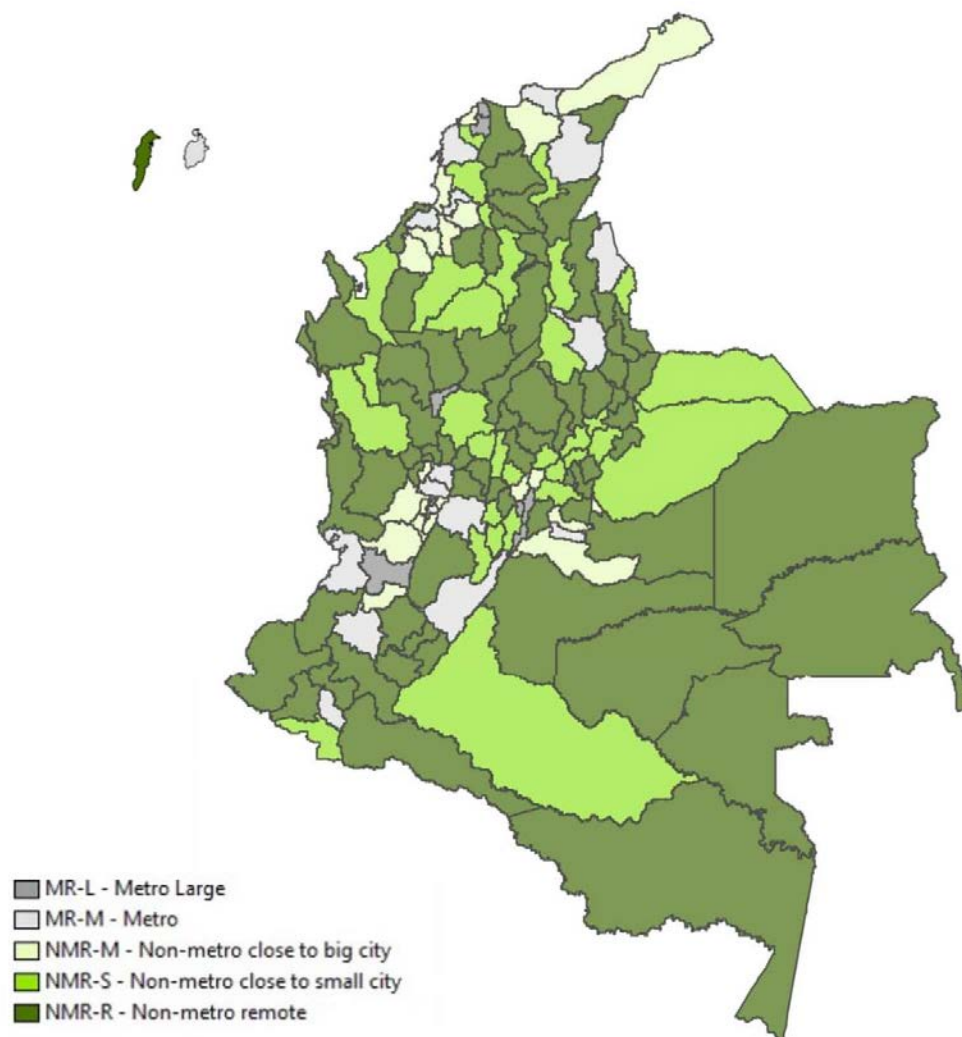 MR-L - Metro Large
MR-M - Metro
NMR-M - Non-metro close to big city
NMR-S - Non-metro close to small city
NMR-R - Non-metro remote